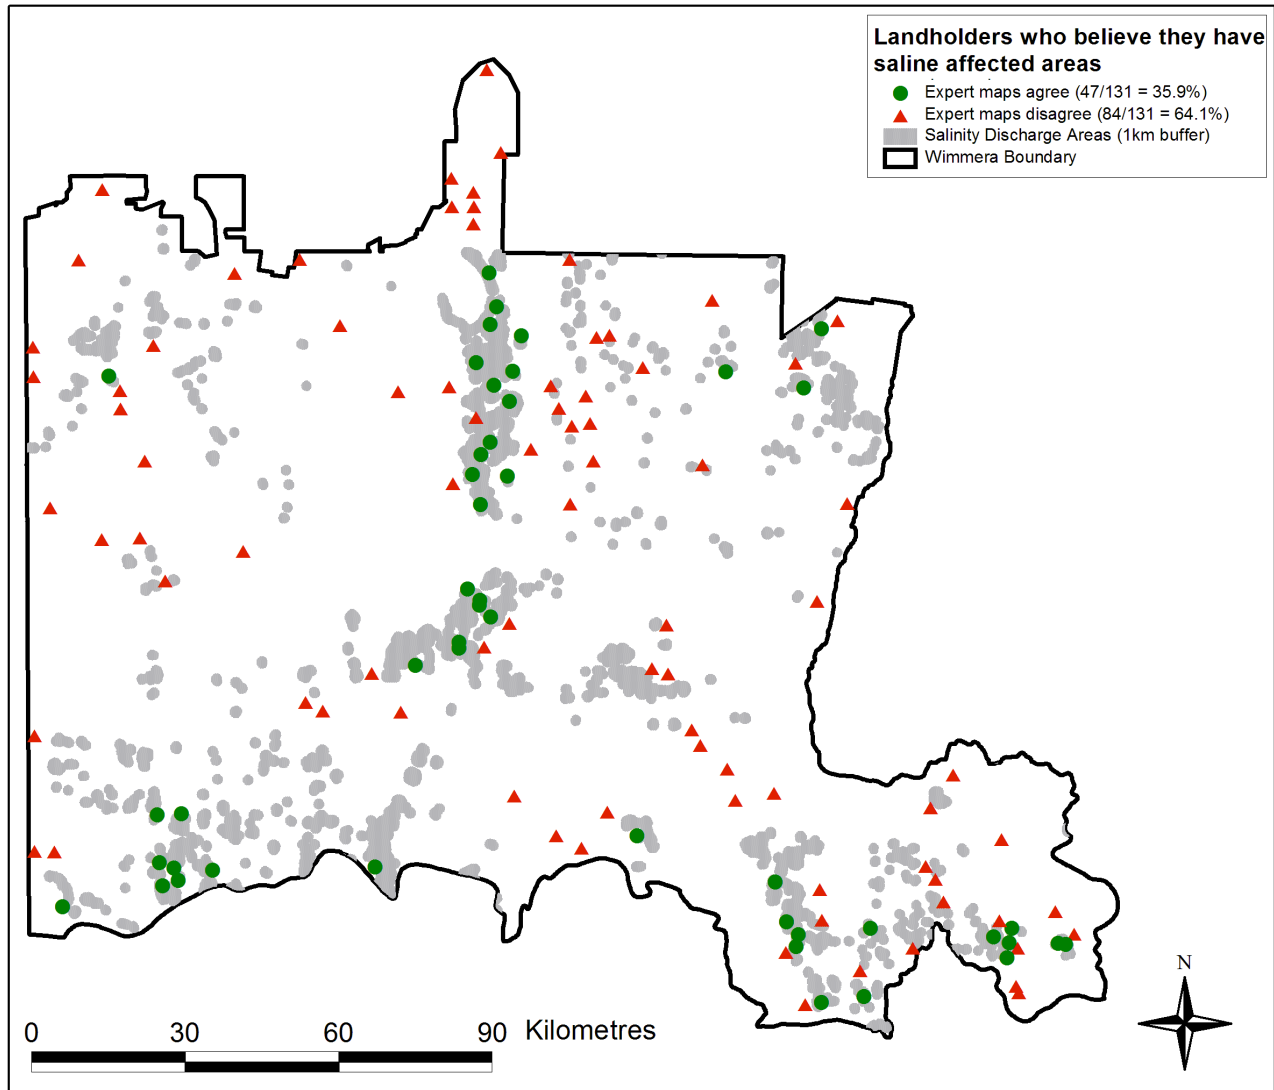 Landholders who believe they have
saline affected areas
Expert maps agree (47/131 = 35.9%)
Expert maps disagree (84/131 = 64.1%)
Salinity Discharge Areas (1km buffer)
Wimmera Boundary
N
0 30 60 90 Kilometres